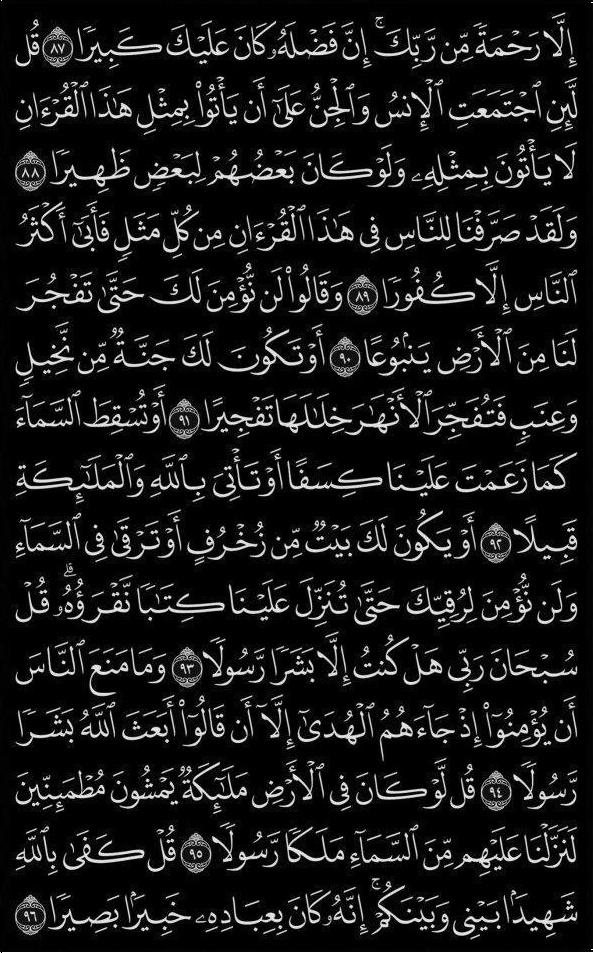 إِلَّا رَحْمَةً مِّن رَّبِّكَ ۚ إِنَّ فَضْلَهُۥ كَانَ عَلَيْكَ كَبِيرًا ٨٧ قُل
لَّئِنِ ٱجْتَمَعَتِ ٱلْإِنسُ وَٱلْجِنُّ عَلَىٰٓ أَن يَأْتُوا۟ بِمِثْلِ هَٰذَا ٱلْقُرْءَانِ
لَا يَأْتُونَ بِمِثْلِهِۦ وَلَوْ كَانَ بَعْضُهُمْ لِبَعْضٍ ظَهِيرًا ٨٨
وَلَقَدْ صَرَّفْنَا لِلنَّاسِ فِى هَٰذَا ٱلْقُرْءَانِ مِن كُلِّ مَثَلٍ فَأَبَىٰٓ أَكْثَرُ
ٱلنَّاسِ إِلَّا كُفُورًا ٨٩ وَقَالُوا۟ لَن نُّؤْمِنَ لَكَ حَتَّىٰ تَفْجُرَ
لَنَا مِنَ ٱلْأَرْضِ يَنۢبُوعًا ٩٠ أَوْ تَكُونَ لَكَ جَنَّةٌ مِّن نَّخِيلٍ
وَعِنَبٍ فَتُفَجِّرَ ٱلْأَنْهَٰرَ خِلَٰلَهَا تَفْجِيرًا ٩١ أَوْ تُسْقِطَ ٱلسَّمَآءَ
كَمَا زَعَمْتَ عَلَيْنَا كِسَفًا أَوْ تَأْتِىَ بِٱللَّهِ وَٱلْمَلَٰٓئِكَةِ
قَبِيلًا ٩٢ أَوْ يَكُونَ لَكَ بَيْتٌ مِّن زُخْرُفٍ أَوْ تَرْقَىٰ فِى ٱلسَّمَآءِ
وَلَن نُّؤْمِنَ لِرُقِيِّكَ حَتَّىٰ تُنَزِّلَ عَلَيْنَا كِتَٰبًا نَّقْرَؤُهُۥ ۗ قُلْ
سُبْحَانَ رَبِّى هَلْ كُنتُ إِلَّا بَشَرًا رَّسُولًا ٩٣ وَمَا مَنَعَ ٱلنَّاسَ
أَن يُؤْمِنُوٓا۟ إِذْ جَآءَهُمُ ٱلْهُدَىٰٓ إِلَّآ أَن قَالُوٓا۟ أَبَعَثَ ٱللَّهُ بَشَرًا
رَّسُولًا ٩٤ قُل لَّوْ كَانَ فِى ٱلْأَرْضِ مَلَٰٓئِكَةٌ يَمْشُونَ مُطْمَئِنِّينَ
لَنَزَّلْنَا عَلَيْهِم مِّنَ ٱلسَّمَآءِ مَلَكًا رَّسُولًا ٩٥ قُلْ كَفَىٰ بِٱللَّهِ
شَهِيدًۢا بَيْنِى وَبَيْنَكُمْ ۚ إِنَّهُۥ كَانَ بِعِبَادِهِۦ خَبِيرًۢا بَصِيرًا ٩٦